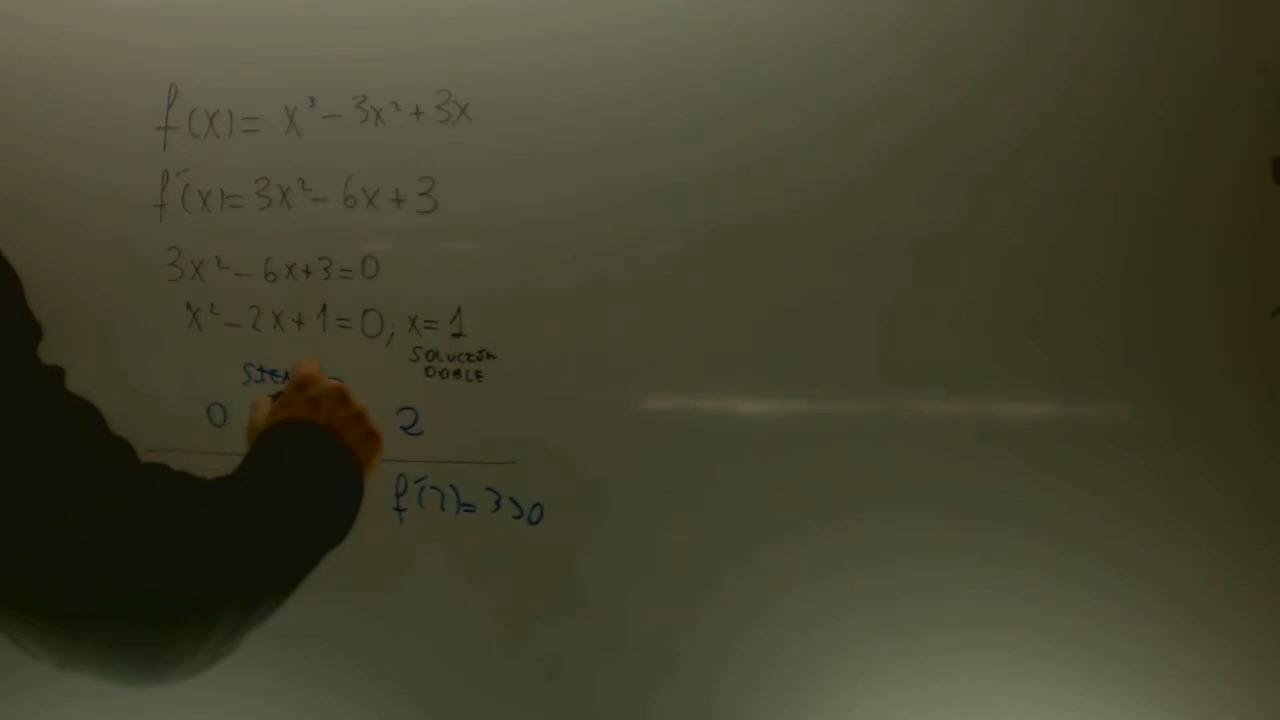 f(x)= x³ - 3x² + 3x
f´(x)= 3x² - 6x + 3
3x² - 6x + 3 = 0
x² - 2x + 1 = 0, x = 1
SOLUCIÓN
DOBLE
0 2
f´(2)= 3 > 0